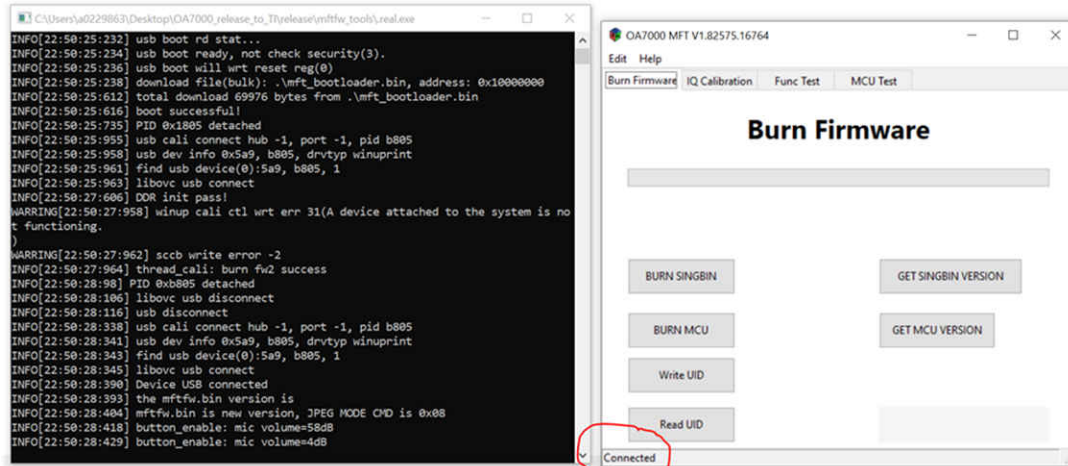 C:\Users\a0229863\Desktop\OA7000_release_to_TI\release\mftfw_tools\.real.exe
INFO[22:50:25:232] usb boot rd stat...
INFO[22:50:25:234] usb boot ready, not check security(3).
INFO[22:50:25:236] usb boot will wrt reset reg(0)
INFO[22:50:25:238] download file(bulk): .\mft_bootloader.bin, address: 0x10000000
INFO[22:50:25:612] total download 69976 bytes from .\mft_bootloader.bin
INFO[22:50:25:616] boot successful!
INFO[22:50:25:735] PID 0x1805 detached
INFO[22:50:25:955] usb cali connect hub -1, port -1, pid b805
INFO[22:50:25:958] usb dev info 0x5a9, b805, drvtyp winuprint
INFO[22:50:25:961] find usb device(0):5a9, b805, 1
INFO[22:50:25:963] libovc usb connect
INFO[22:50:27:606] DDR init pass!
WARRING[22:50:27:958] winup cali ctl wrt err 31(A device attached to the system is no
t functioning.
)
WARRING[22:50:27:962] sccb write error -2
INFO[22:50:27:964] thread_cali: burn fw2 success
INFO[22:50:28:98] PID 0xb805 detached
INFO[22:50:28:106] libovc usb disconnect
INFO[22:50:28:116] usb disconnect
INFO[22:50:28:338] usb cali connect hub -1, port -1, pid b805
INFO[22:50:28:341] usb dev info 0x5a9, b805, drvtyp winuprint
INFO[22:50:28:343] find usb device(0):5a9, b805, 1
INFO[22:50:28:345] libovc usb connect
INFO[22:50:28:390] Device USB connected
INFO[22:50:28:393] the mftfw.bin version is
INFO[22:50:28:404] mftfw.bin is new version, JPEG MODE CMD is 0x08
INFO[22:50:28:418] button_enable: mic volume=58dB
INFO[22:50:28:429] button_enable: mic volume=4dB
OA7000 MFT V1.82575.16764
Edit Help
Burn Firmware IQ Calibration Func Test MCU Test
Burn Firmware
BURN SINGBIN GET SINGBIN VERSION
BURN MCU GET MCU VERSION
Write UID
Read UID
Connected